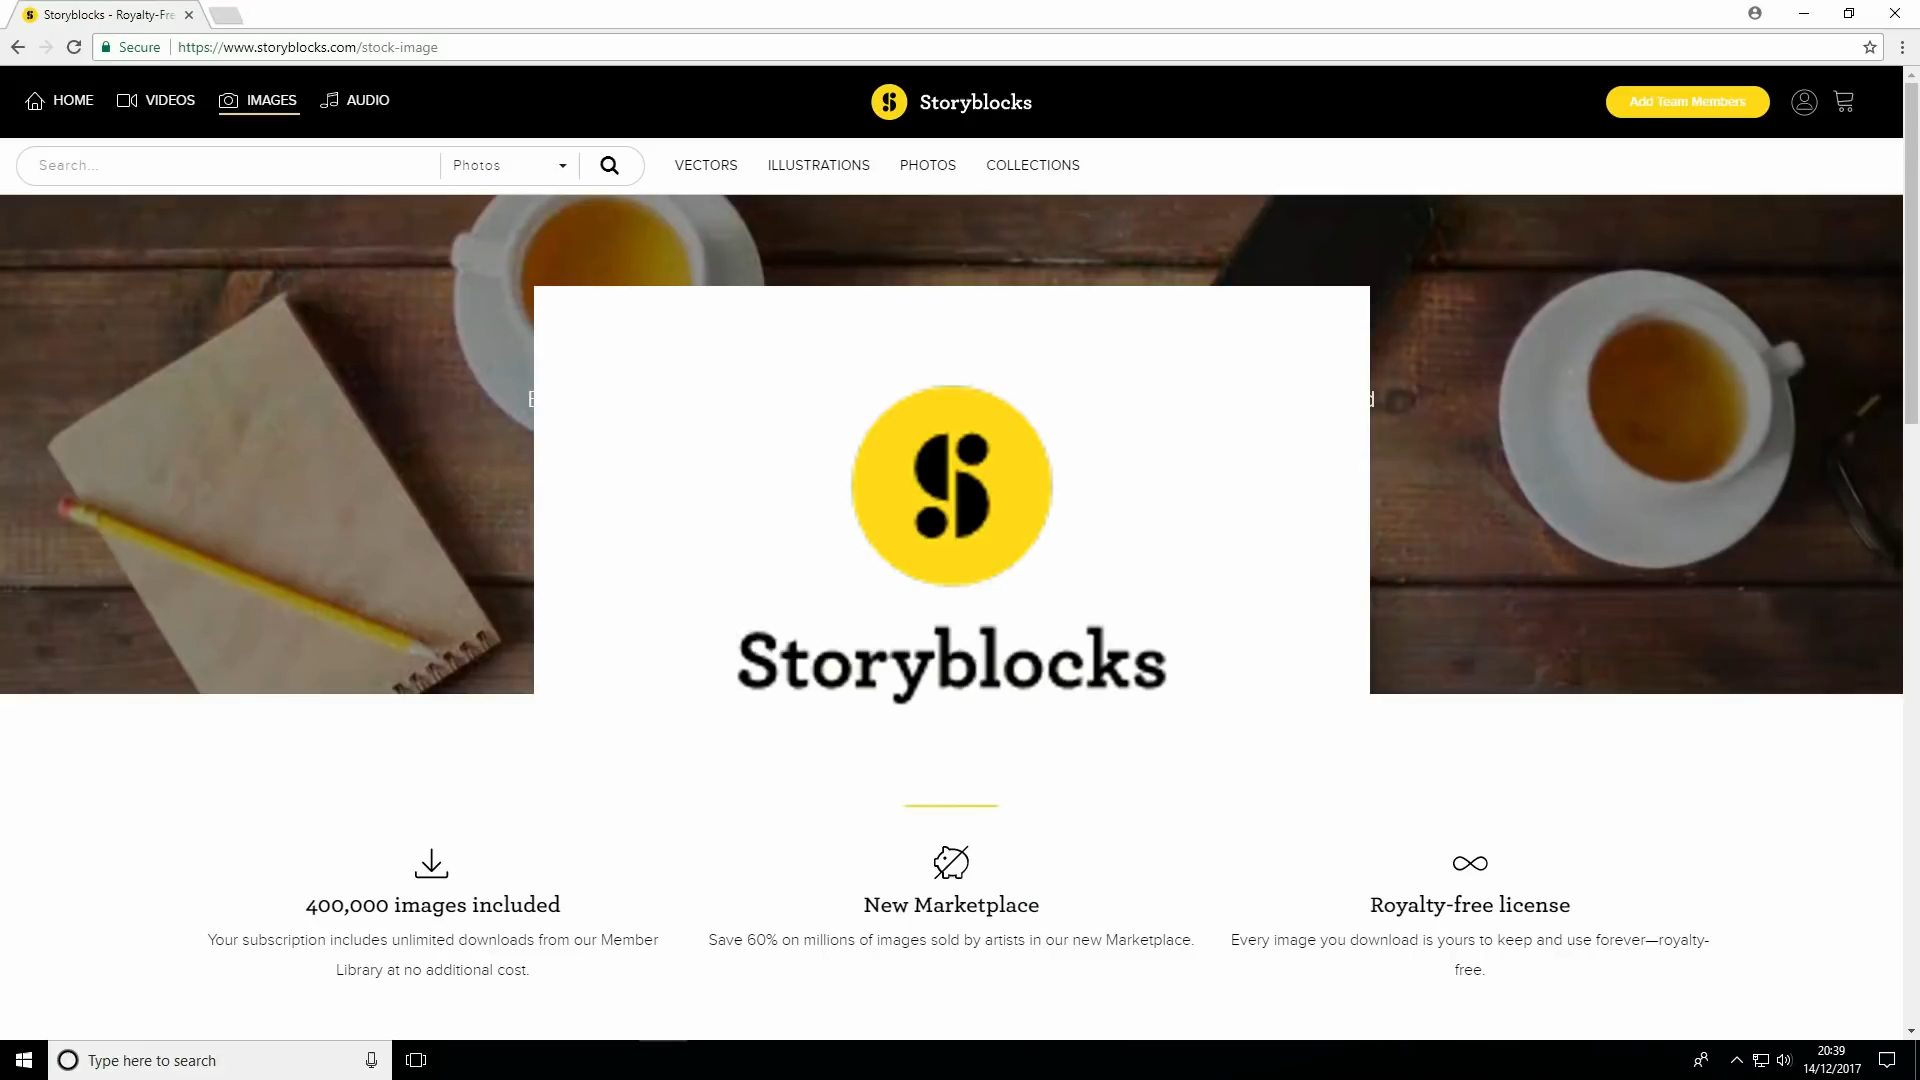 Storyblocks - Royalty-Fre
Secure https://www.storyblocks.com/stock-image
HOME VIDEOS IMAGES AUDIO
Storyblocks
Add Team Members
Search...
Photos
VECTORS ILLUSTRATIONS PHOTOS COLLECTIONS
Storyblocks
400,000 images included
Your subscription includes unlimited downloads from our Member
Library at no additional cost.
New Marketplace
Save 60% on millions of images sold by artists in our new Marketplace.
Royalty-free license
Every image you download is yours to keep and use forever—royalty-
free.
Type here to search
20:39
14/12/2017